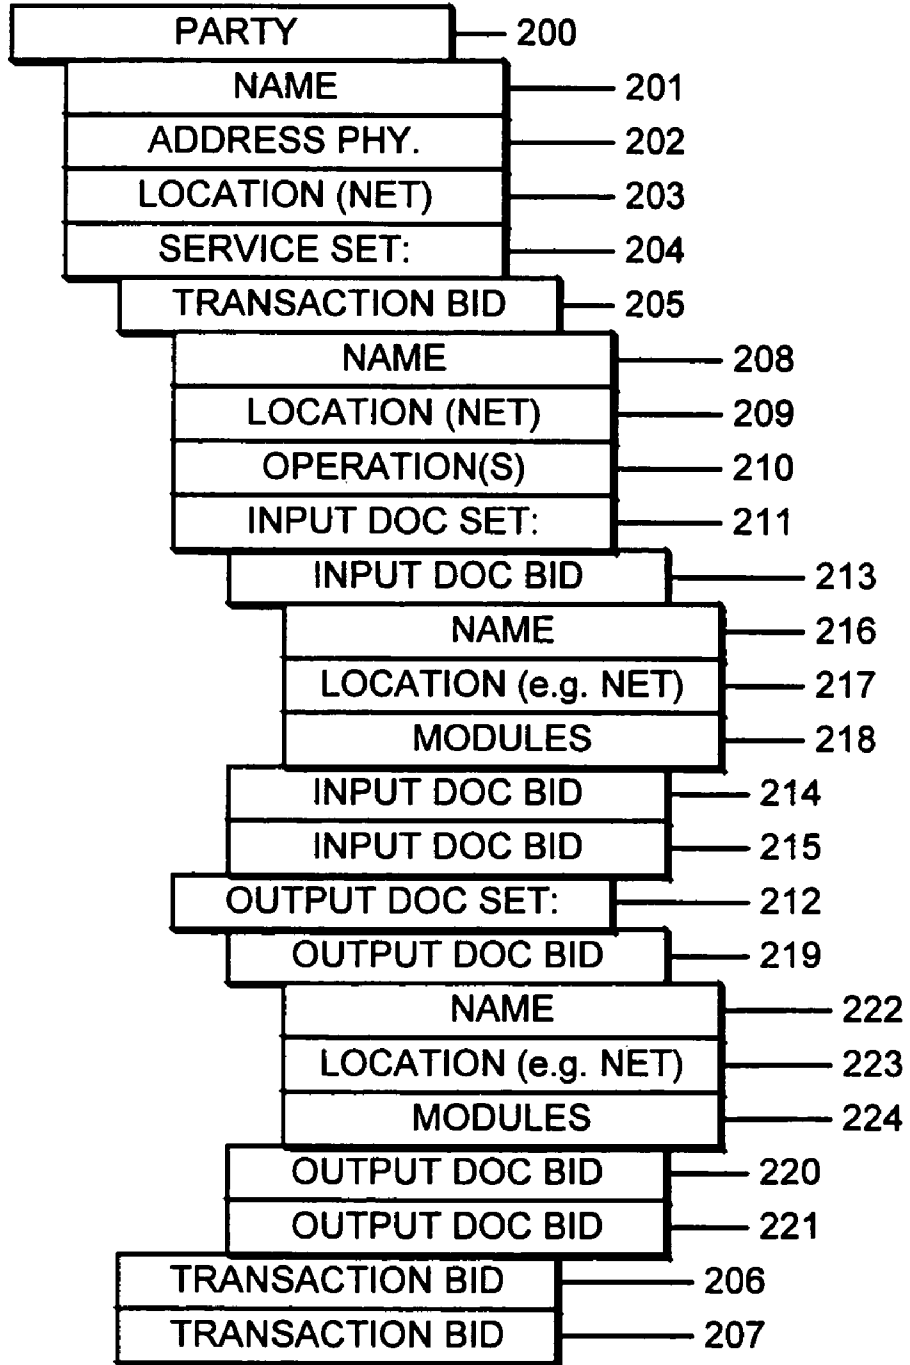 PARTY 200
NAME 201
ADDRESS PHY. 202
LOCATION (NET) 203
SERVICE SET: 204
TRANSACTION BID 205
NAME 208
LOCATION (NET) 209
OPERATION(S) 210
INPUT DOC SET: 211
INPUT DOC BID 213
NAME 216
LOCATION (e.g. NET) 217
MODULES 218
INPUT DOC BID 214
INPUT DOC BID 215
OUTPUT DOC SET: 212
OUTPUT DOC BID 219
NAME 222
LOCATION (e.g. NET) 223
MODULES 224
OUTPUT DOC BID 220
OUTPUT DOC BID 221
TRANSACTION BID 206
TRANSACTION BID 207